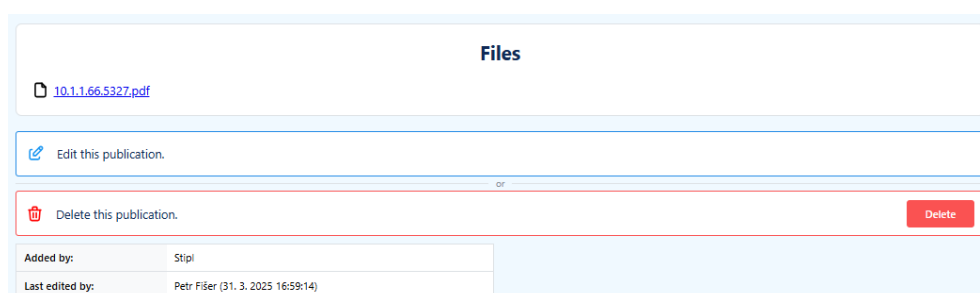 Files
10.1.1.66.5327.pdf
Edit this publication.
or
Delete this publication.
Delete
Added by: Stipl
Last edited by: Petr Fišer (31. 3. 2025 16:59:14)